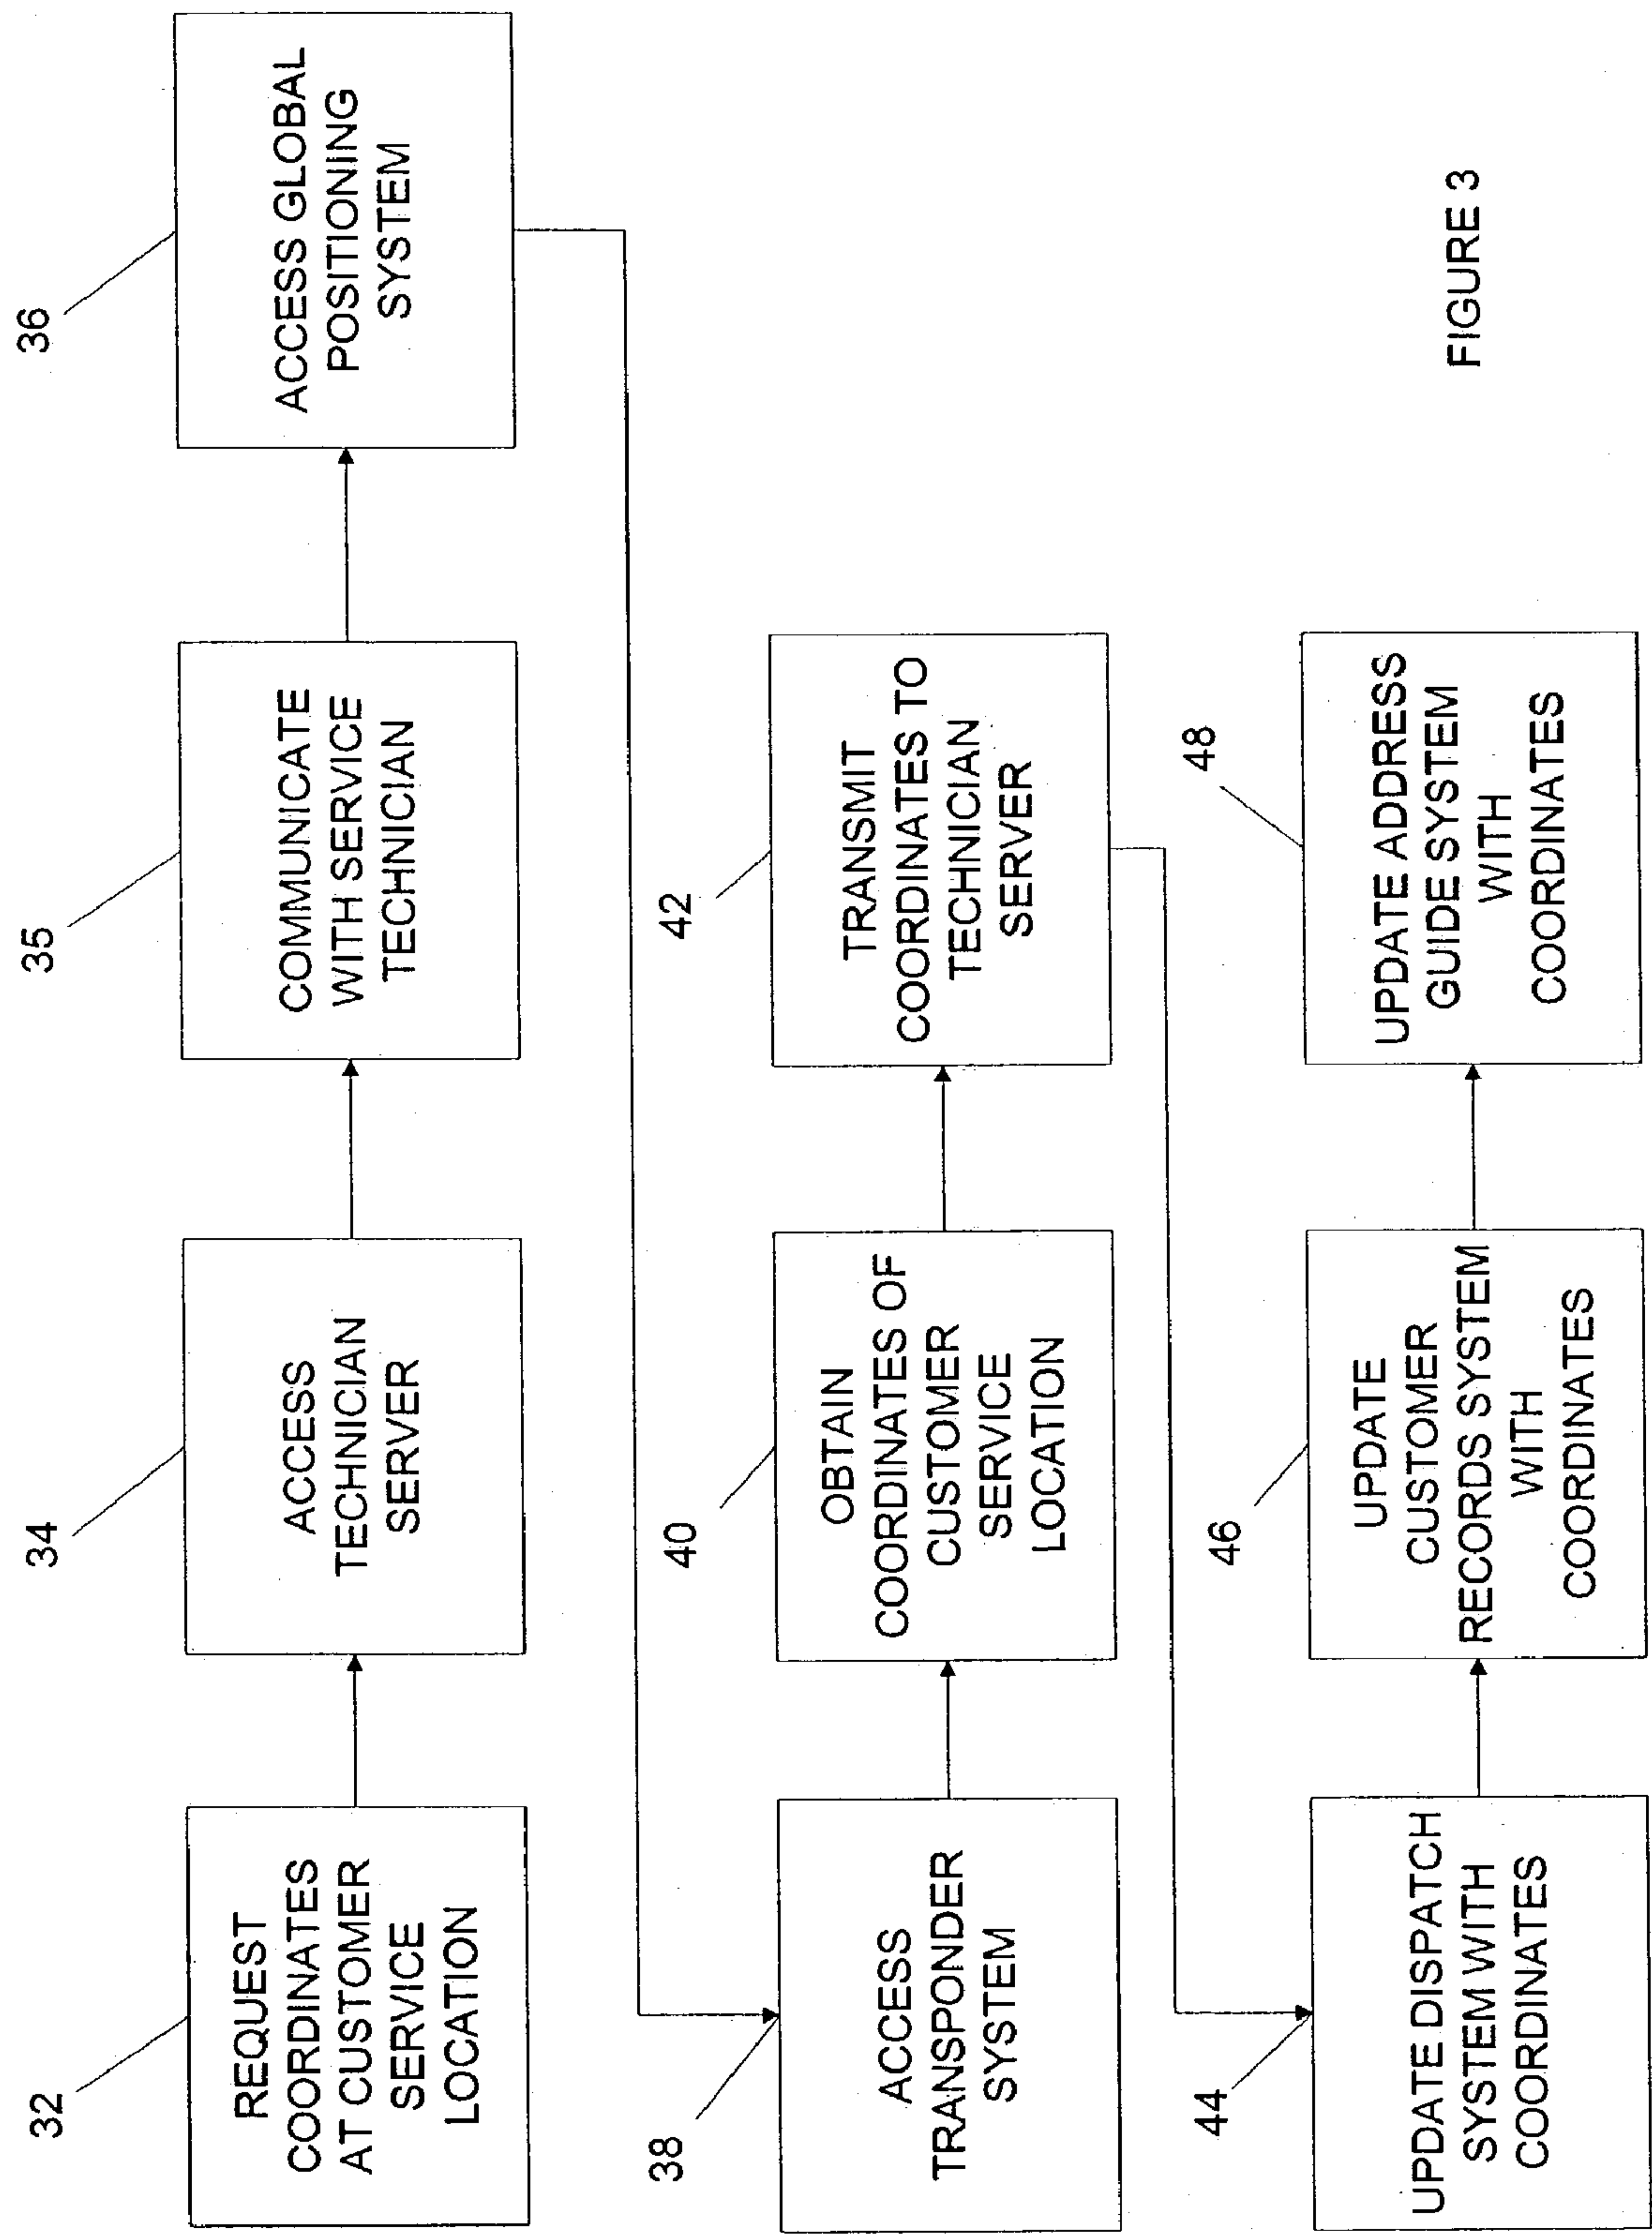 32
REQUEST
COORDINATES
AT CUSTOMER
SERVICE
LOCATION
34
ACCESS
TECHNICIAN
SERVER
35
COMMUNICATE
WITH SERVICE
TECHNICIAN
36
ACCESS GLOBAL
POSITIONING
SYSTEM
38
ACCESS
TRANSPONDER
SYSTEM
40
OBTAIN
COORDINATES OF
CUSTOMER
SERVICE
LOCATION
42
TRANSMIT
COORDINATES TO
TECHNICIAN
SERVER
44
UPDATE DISPATCH
SYSTEM WITH
COORDINATES
46
UPDATE
CUSTOMER
RECORDS SYSTEM
WITH
COORDINATES
48
UPDATE ADDRESS
GUIDE SYSTEM
WITH
COORDINATES
FIGURE 3